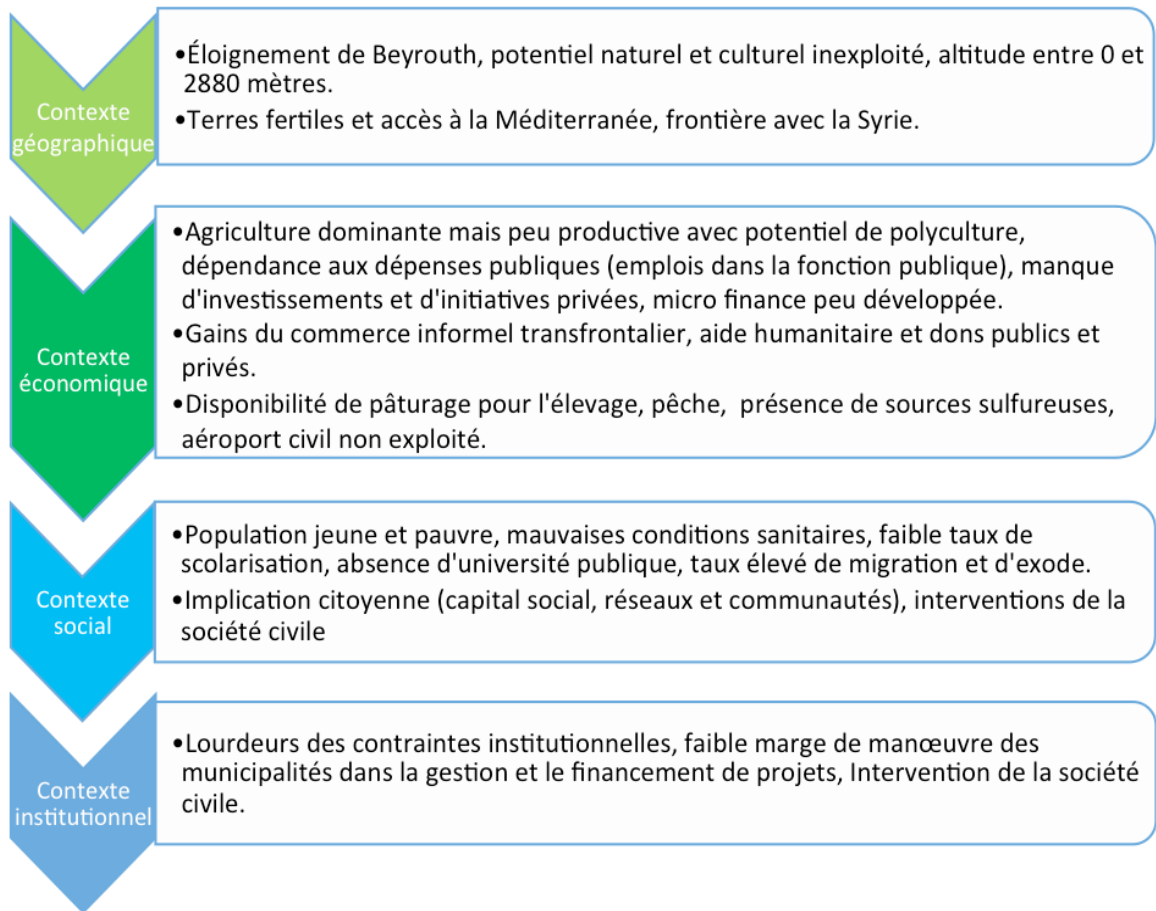 Contexte
géographique
•Éloignement de Beyrouth, potentiel naturel et culturel inexploité, altitude entre 0 et
2880 mètres.
•Terres fertiles et accès à la Méditerranée, frontière avec la Syrie.
Contexte
économique
•Agriculture dominante mais peu productive avec potentiel de polyculture,
dépendance aux dépenses publiques (emplois dans la fonction publique), manque
d'investissements et d'initiatives privées, micro finance peu développée.
•Gains du commerce informel transfrontalier, aide humanitaire et dons publics et
privés.
•Disponibilité de pâturage pour l'élevage, pêche, présence de sources sulfureuses,
aéroport civil non exploité.
Contexte
social
•Population jeune et pauvre, mauvaises conditions sanitaires, faible taux de
scolarisation, absence d'université publique, taux élevé de migration et d'exode.
•Implication citoyenne (capital social, réseaux et communautés), interventions de la
société civile
Contexte
institutionnel
•Lourdeurs des contraintes institutionnelles, faible marge de manœuvre des
municipalités dans la gestion et le financement de projets, Intervention de la société
civile.